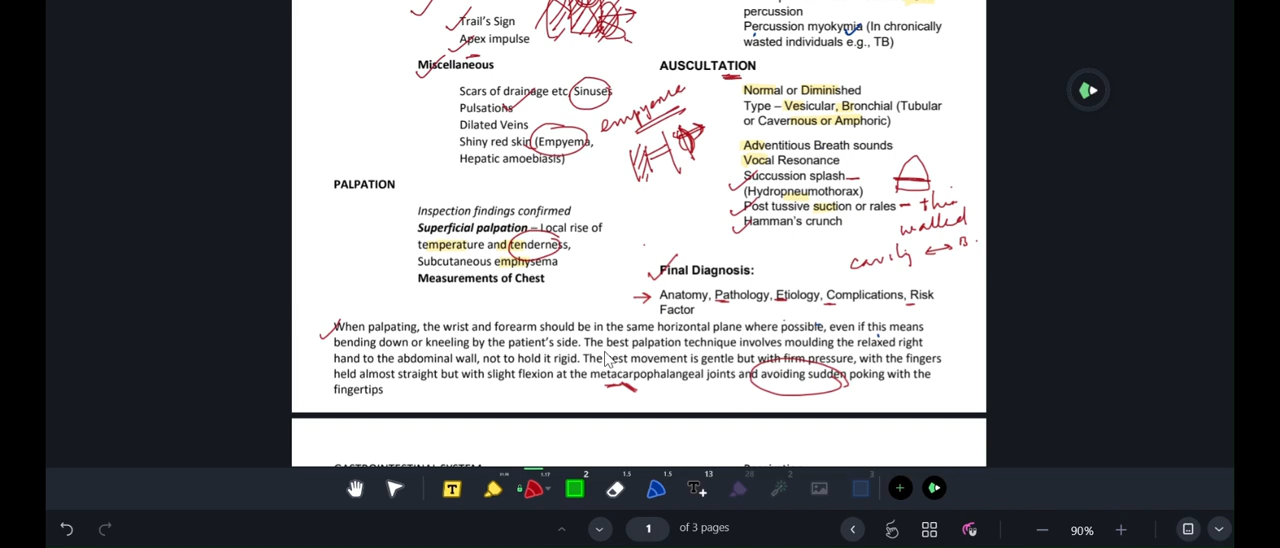 Trail's Sign
Apex impulse
Miscellaneous
Scars of drainage etc, Sinuses
Pulsations
Dilated Veins
Shiny red skin (Empyema,
Hepatic amoebiasis)
empyema
PALPATION
Inspection findings confirmed
Superficial palpation – Local rise of
temperature and tenderness,
Subcutaneous emphysema
Measurements of Chest
percussion
Percussion myokymia (In chronically
wasted individuals e.g., TB)
AUSCULTATION
Normal or Diminished
Type – Vesicular, Bronchial (Tubular
or Cavernous or Amphoric)
Adventitious Breath sounds
Vocal Resonance
Succussion splash
(Hydropneumothorax)
Post tussive suction or rales
Hamman's crunch
walled
cavity ↔ B.
Final Diagnosis:
→ Anatomy, Pathology, Etiology, Complications, Risk
Factor
When palpating, the wrist and forearm should be in the same horizontal plane where possible, even if this means
bending down or kneeling by the patient's side. The best palpation technique involves moulding the relaxed right
hand to the abdominal wall, not to hold it rigid. The best movement is gentle but with firm pressure, with the fingers
held almost straight but with slight flexion at the metacarpophalangeal joints and avoiding sudden poking with the
fingertips
1 of 3 pages
90%